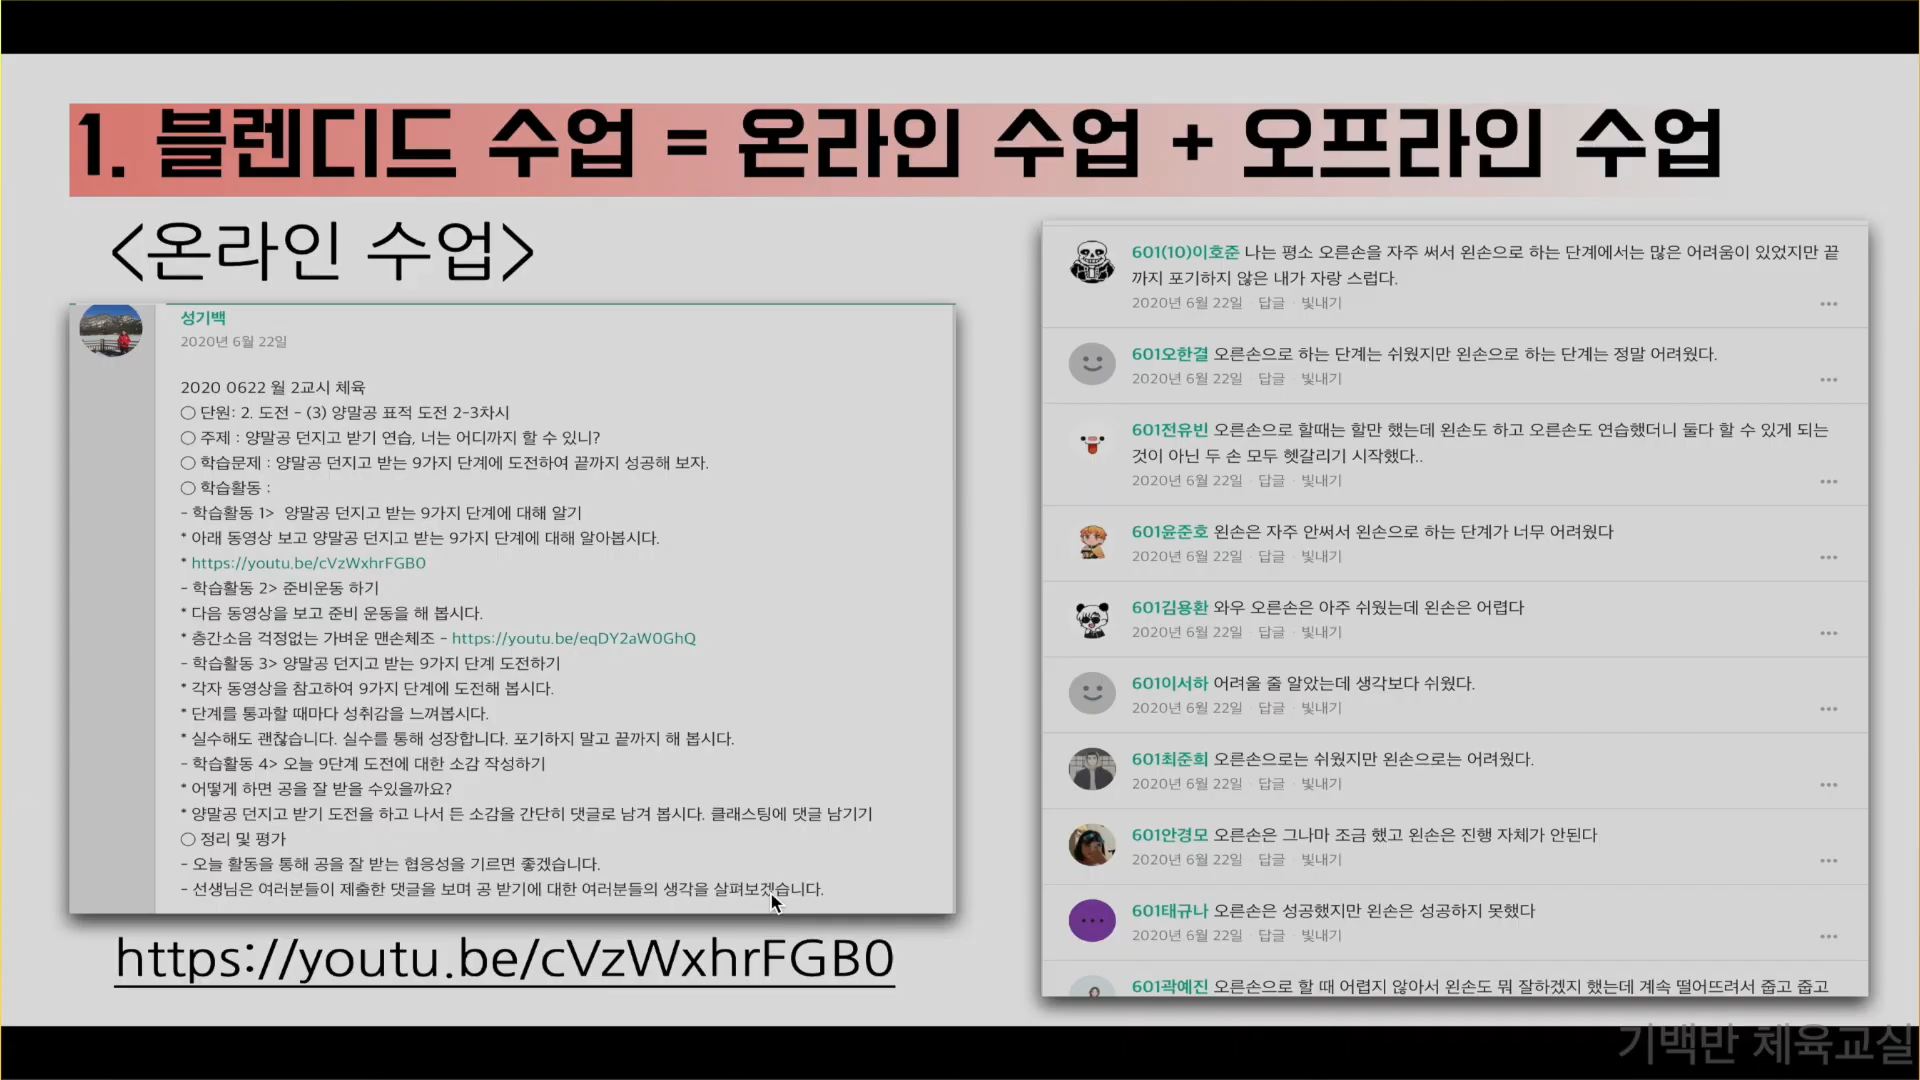 1. 블렌디드 수업 = 온라인 수업 + 오프라인 수업
<온라인 수업>
성기백
2020년 6월 22일
2020 0622 월 2교시 체육
○ 단원: 2. 도전 - (3) 양말공 표적 도전 2-3차시
○ 주제 : 양말공 던지고 받기 연습, 너는 어디까지 할 수 있니?
○ 학습문제 : 양말공 던지고 받는 9가지 단계에 도전하여 끝까지 성공해 보자.
○ 학습활동 :
- 학습활동 1> 양말공 던지고 받는 9가지 단계에 대해 알기
* 아래 동영상 보고 양말공 던지고 받는 9가지 단계에 대해 알아봅시다.
* https://youtu.be/cVzWxhrFGB0
- 학습활동 2> 준비운동 하기
* 다음 동영상을 보고 준비 운동을 해 봅시다.
* 층간소음 걱정없는 가벼운 맨손체조 - https://youtu.be/eqDY2aW0GhQ
- 학습활동 3> 양말공 던지고 받는 9가지 단계 도전하기
* 각자 동영상을 참고하여 9가지 단계에 도전해 봅시다.
* 단계를 통과할 때마다 성취감을 느껴봅시다.
* 실수해도 괜찮습니다. 실수를 통해 성장합니다. 포기하지 말고 끝까지 해 봅시다.
- 학습활동 4> 오늘 9단계 도전에 대한 소감 작성하기
* 어떻게 하면 공을 잘 받을 수있을까요?
* 양말공 던지고 받기 도전을 하고 나서 든 소감을 간단히 댓글로 남겨 봅시다. 클래스팅에 댓글 남기기
○ 정리 및 평가
- 오늘 활동을 통해 공을 잘 받는 협응성을 기르면 좋겠습니다.
- 선생님은 여러분들이 제출한 댓글을 보며 공 받기에 대한 여러분들의 생각을 살펴보겠습니다.
https://youtu.be/cVzWxhrFGB0
601(10)이호준 나는 평소 오른손을 자주 써서 왼손으로 하는 단계에서는 많은 어려움이 있었지만 끝
까지 포기하지 않은 내가 자랑 스럽다.
2020년 6월 22일 · 답글 · 빛내기
601오한결 오른손으로 하는 단계는 쉬웠지만 왼손으로 하는 단계는 정말 어려웠다.
2020년 6월 22일 · 답글 · 빛내기
601전유빈 오른손으로 할때는 할만 했는데 왼손도 하고 오른손도 연습했더니 둘다 할 수 있게 되는
것이 아닌 두 손 모두 헷갈리기 시작했다..
2020년 6월 22일 · 답글 · 빛내기
601윤준호 왼손은 자주 안써서 왼손으로 하는 단계가 너무 어려웠다
2020년 6월 22일 · 답글 · 빛내기
601김용환 와우 오른손은 아주 쉬웠는데 왼손은 어렵다
2020년 6월 22일 · 답글 · 빛내기
601이서하 어려울 줄 알았는데 생각보다 쉬웠다.
2020년 6월 22일 · 답글 · 빛내기
601최준희 오른손으로는 쉬웠지만 왼손으로는 어려웠다.
2020년 6월 22일 · 답글 · 빛내기
601안경모 오른손은 그나마 조금 했고 왼손은 진행 자체가 안된다
2020년 6월 22일 · 답글 · 빛내기
601태규나 오른손은 성공했지만 왼손은 성공하지 못했다
2020년 6월 22일 · 답글 · 빛내기
601곽예진 오른손으로 할 때 어렵지 않아서 왼손도 뭐 잘하겠지 했는데 계속 떨어뜨려서 줍고 줍고
기백반 체육교실